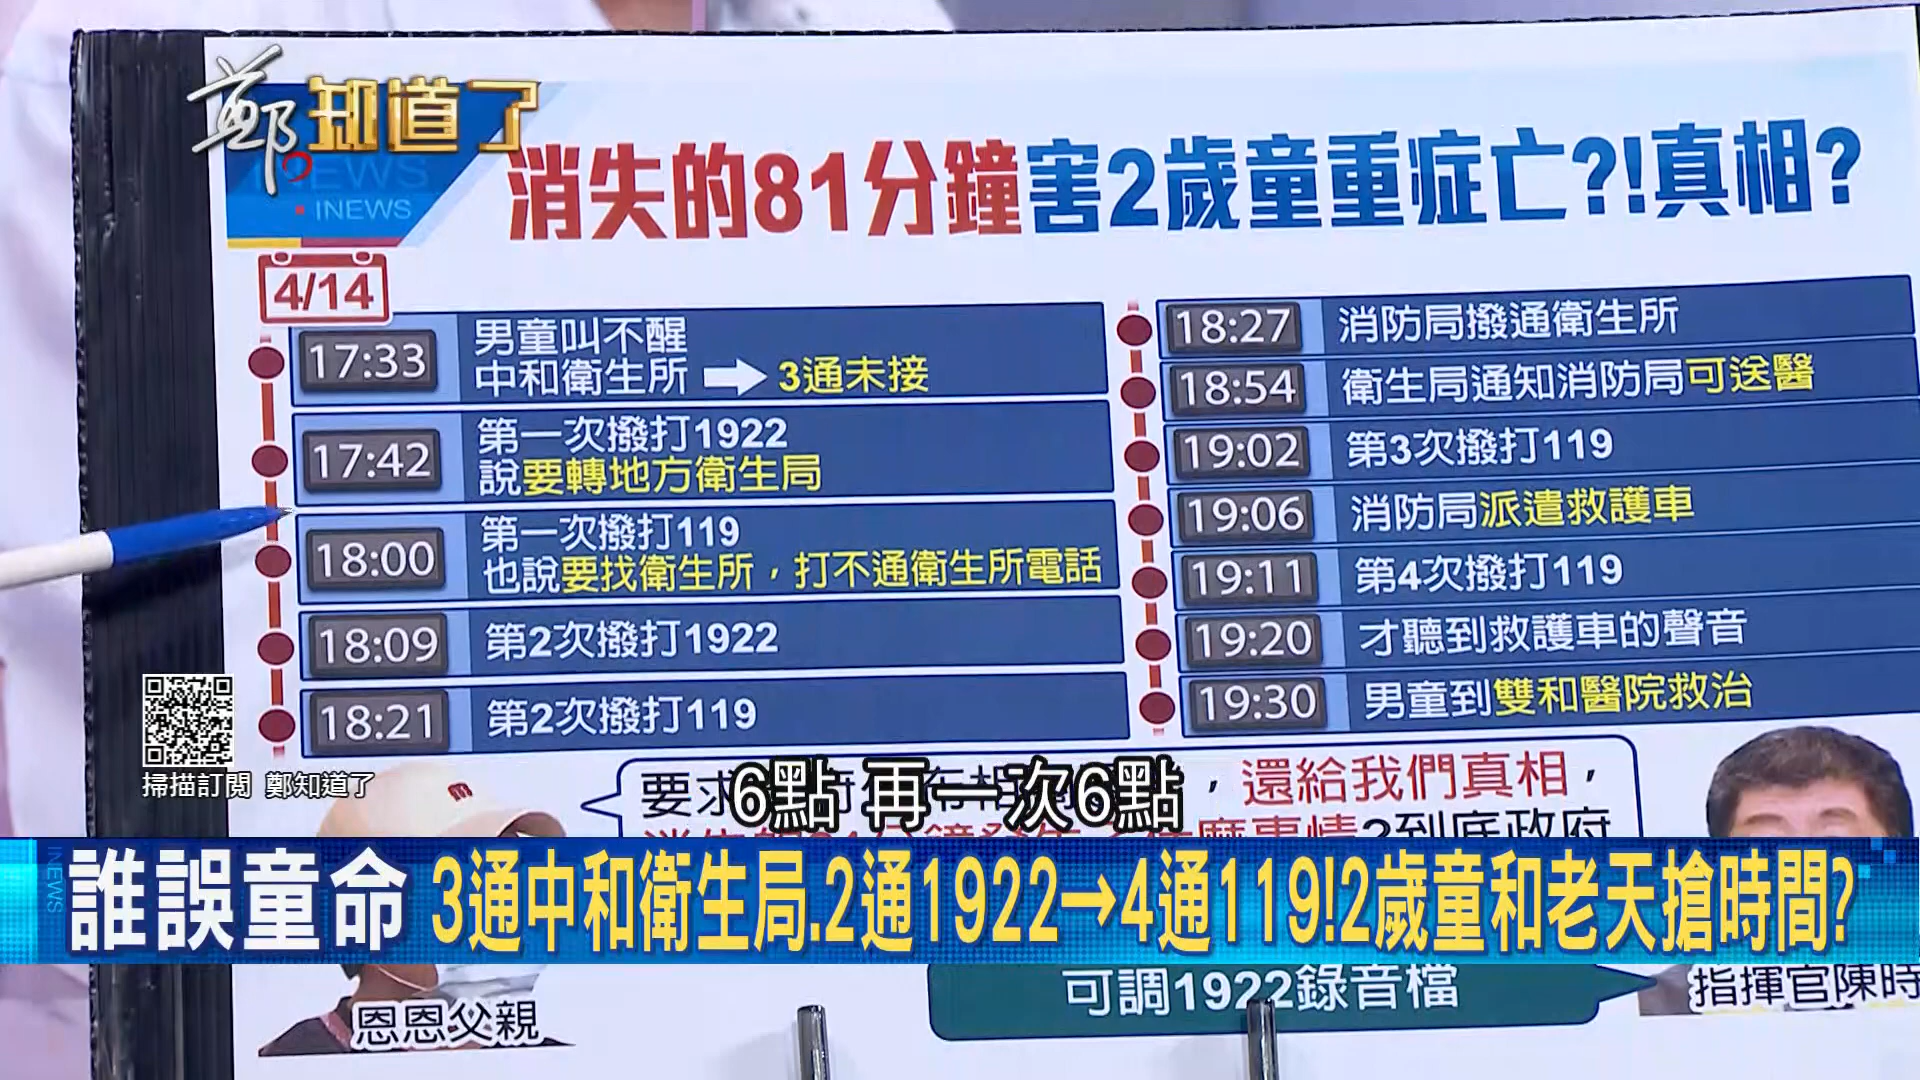 鄭知道了
INEWS
消失的81分鐘害2歲童重症亡?!真相?
4/14
17:33
男童叫不醒
中和衛生所 → 3通未接
17:42
第一次撥打1922
說要轉地方衛生局
18:00
第一次撥打119
也說要找衛生所，打不通衛生所電話
18:09
第2次撥打1922
18:21
第2次撥打119
18:27
消防局撥通衛生所
18:54
衛生局通知消防局可送醫
19:02
第3次撥打119
19:06
消防局派遣救護車
19:11
第4次撥打119
19:20
才聽到救護車的聲音
19:30
男童到雙和醫院救治
掃描訂閱 鄭知道了
要求
，還給我們真相，
6點 再一次6點
?到底政府
誰誤童命
3通中和衛生局.2通1922→4通119!2歲童和老天搶時間?
恩恩父親
可調1922錄音檔
指揮官陳時